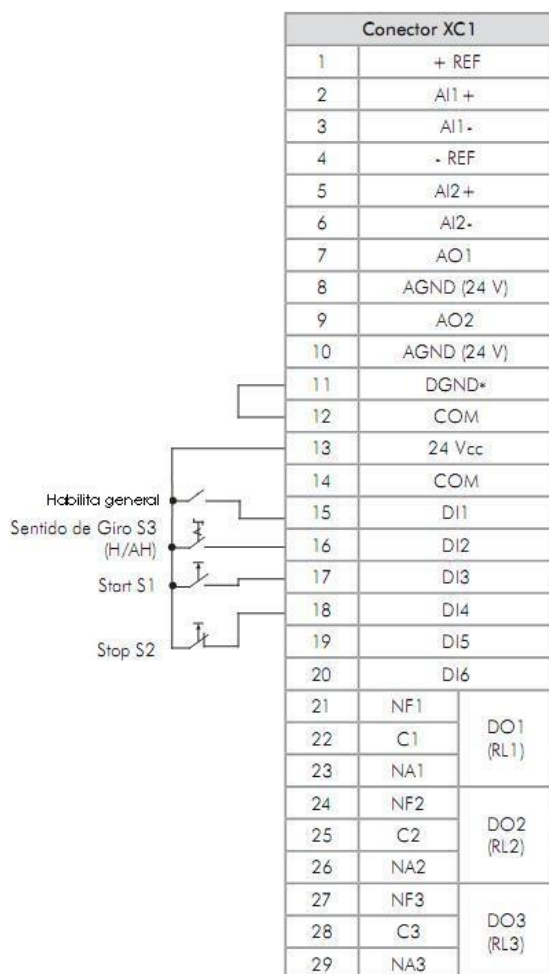 Conector XC1
1 + REF
2 AI1+
3 AI1-
4 - REF
5 AI2+
6 AI2-
7 AO1
8 AGND (24 V)
9 AO2
10 AGND (24 V)
11 DGND*
12 COM
13 24 Vcc
14 COM
Habilita general
15 DI1
Sentido de Giro S3
(H/AH)
16 DI2
Start S1
17 DI3
18 DI4
Stop S2
19 DI5
20 DI6
21 NF1
22 C1
23 NA1
DO1
(RL1)
24 NF2
25 C2
26 NA2
DO2
(RL2)
27 NF3
28 C3
29 NA3
DO3
(RL3)